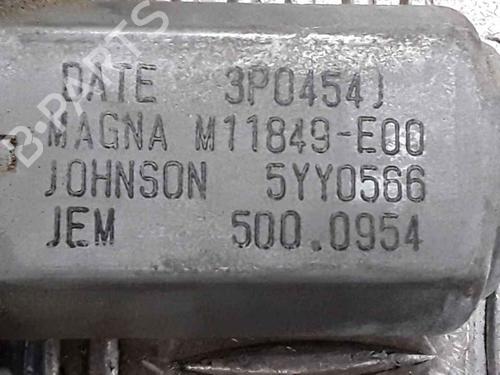 DATE 3P0454J
MAGNA M11849-E00
JOHNSON 5YY0566
JEM 500.0954
B-PARTS